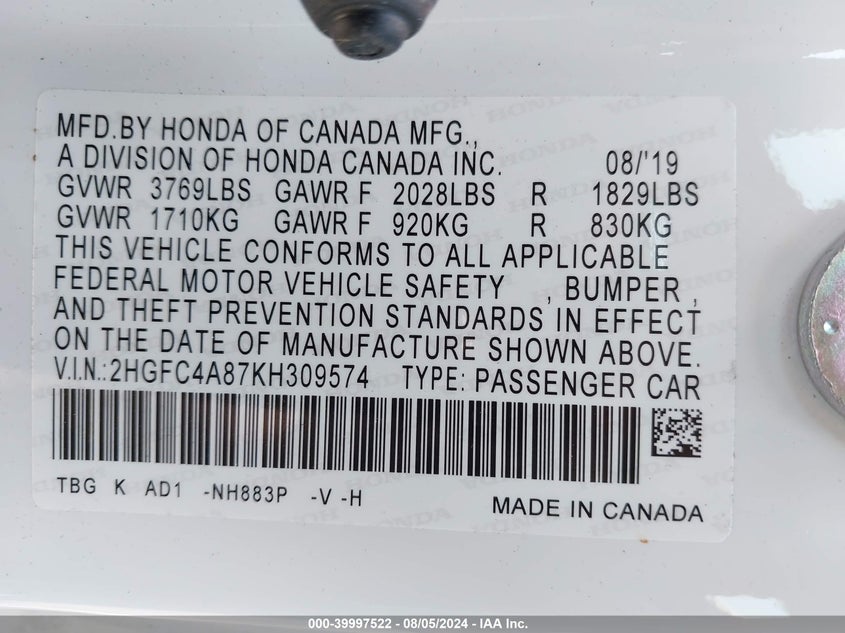 MFD.BY HONDA OF CANADA MFG.,
A DIVISION OF HONDA CANADA INC. 08/'19
GVWR 3769LBS GAWR F 2028LBS R 1829LBS
GVWR 1710KG GAWR F 920KG R 830KG
THIS VEHICLE CONFORMS TO ALL APPLICABLE
FEDERAL MOTOR VEHICLE SAFETY , BUMPER ,
AND THEFT PREVENTION STANDARDS IN EFFECT
ON THE DATE OF MANUFACTURE SHOWN ABOVE.
V.I.N.:2HGFC4A87KH309574 TYPE: PASSENGER CAR
TBG K AD1 -NH883P -V -H
MADE IN CANADA
000-39997522 - 08/05/2024 - IAA Inc.